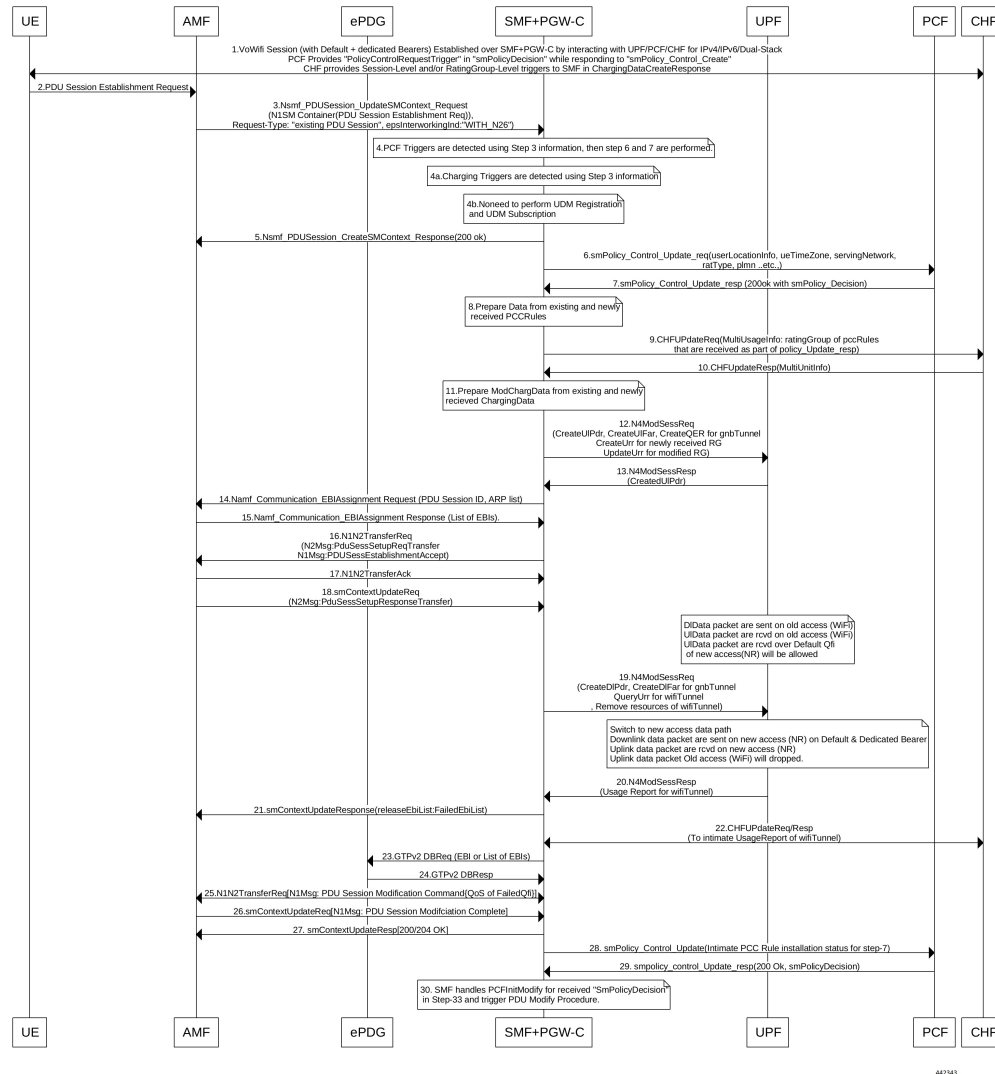 UE AMF ePDG SMF+PGW-C UPF PCF CHF
1.VoWifi Session (with Default + dedicated Bearers) Established over SMF+PGW-C by interacting with UPF/PCF/CHF for IPv4/IPv6/Dual-Stack
PCF Provides "PolicyControlRequestTrigger" in "smPolicyDecision" while responding to "smPolicy_Control_Create"
CHF prrovides Session-Level and/or RatingGroup-Level triggers to SMF in ChargingDataCreateResponse
2.PDU Session Establishment Request
3.Nsmf_PDUSession_UpdateSMContext_Request
(N1SM Container(PDU Session Establishment Req)),
Request-Type: "existing PDU Session", epsInterworkingInd:"WITH_N26")
4.PCF Triggers are detected using Step 3 information, then step 6 and 7 are performed.
4a.Charging Triggers are detected using Step 3 information
4b.Noneed to perform UDM Registration
and UDM Subscription
5.Nsmf_PDUSession_CreateSMContext_Response(200 ok)
6.smPolicy_Control_Update_req(userLocationInfo, ueTimeZone, servingNetwork,
ratType, plmn ..etc.,)
7.smPolicy_Control_Update_resp (200ok with smPolicy_Decision)
8.Prepare Data from existing and newly
received PCCRules
9.CHFUPdateReq(MultiUsageInfo: ratingGroup of pccRules
that are received as part of policy_Update_resp)
10.CHFUpdateResp(MultiUnitInfo)
11.Prepare ModChargData from existing and newly
recieved ChargingData
12.N4ModSessReq
(CreateUlPdr, CreateUlFar, CreateQER for gnbTunnel
CreateUrr for newly received RG
UpdateUrr for modified RG)
13.N4ModSessResp
(CreatedUlPdr)
14.Namf_Communication_EBIAssignment Request (PDU Session ID, ARP list)
15.Namf_Communication_EBIAssignment Response (List of EBIs).
16.N1N2TransferReq
(N2Msg:PduSessSetupReqTransfer
N1Msg:PDUSessEstablishmentAccept)
17.N1N2TransferAck
18.smContextUpdateReq
(N2Msg:PduSessSetupResponseTransfer)
DlData packet are sent on old access (WiFi)
UlData packet are rcvd on old access (WiFi)
UlData packet are rcvd over Default Qfi
of new access(NR) will be allowed
19.N4ModSessReq
(CreateDlPdr, CreateDlFar for gnbTunnel
QueryUrr for wifiTunnel
, Remove resources of wifiTunnel)
Switch to new access data path
Downlink data packet are sent on new access (NR) on Default & Dedicated Bearer
Uplink data packet are rcvd on new access (NR)
Uplink data packet Old access (WiFi) will dropped.
20.N4ModSessResp
(Usage Report for wifiTunnel)
21.smContextUpdateResponse(releaseEbiList:FailedEbiList)
22.CHFUPdateReq/Resp
(To intimate UsageReport of wifiTunnel)
23.GTPv2 DBReq (EBI or List of EBIs)
24.GTPv2 DBResp
25.N1N2TransferReq[N1Msg: PDU Session Modification Command{QoS of FailedQfi}]
26.smContextUpdateReq[N1Msg: PDU Session Modifciation Complete]
27. smContextUpdateResp[200/204 OK]
28. smPolicy_Control_Update(Intimate PCC Rule installation status for step-7)
29. smpolicy_control_Update_resp(200 Ok, smPolicyDecision)
30. SMF handles PCFInitModify for received "SmPolicyDecision"
in Step-33 and trigger PDU Modify Procedure.
UE AMF ePDG SMF+PGW-C UPF PCF CHF
442343